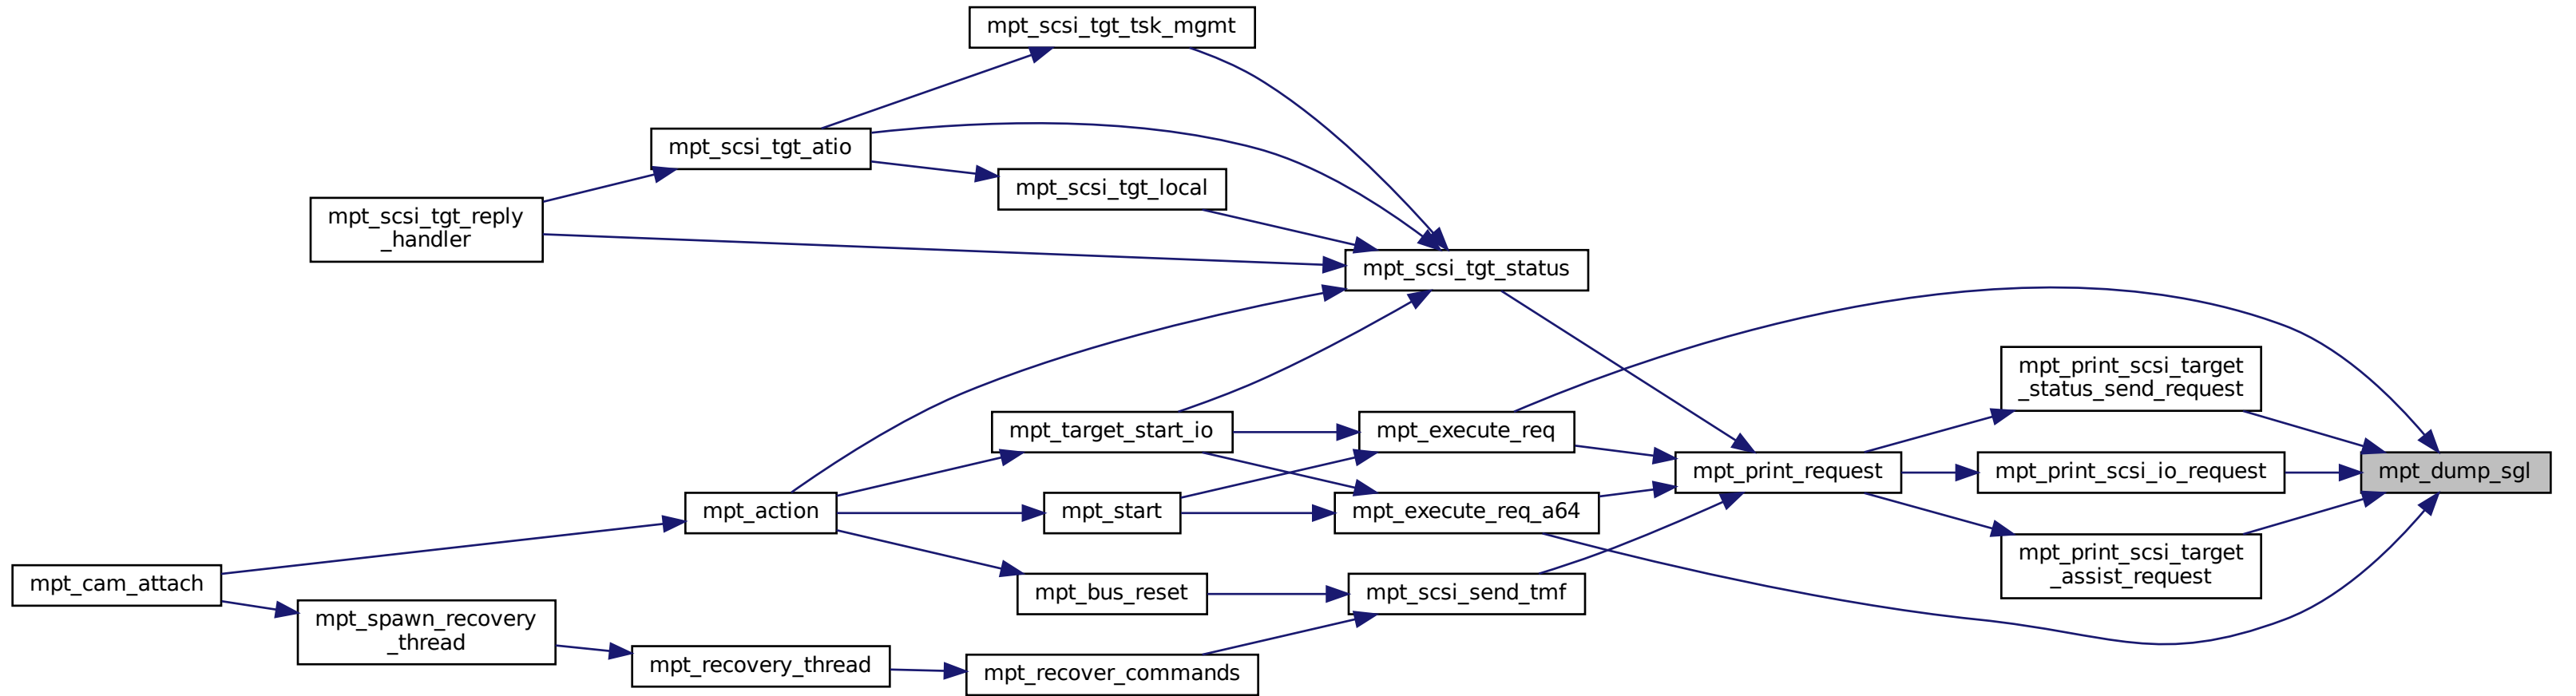 mpt_scsi_tgt_tsk_mgmt
mpt_scsi_tgt_atio
mpt_scsi_tgt_local
mpt_scsi_tgt_reply
_handler
mpt_scsi_tgt_status
mpt_print_scsi_target
_status_send_request
mpt_target_start_io
mpt_execute_req
mpt_print_request
mpt_print_scsi_io_request
mpt_dump_sgl
mpt_action
mpt_start
mpt_execute_req_a64
mpt_print_scsi_target
_assist_request
mpt_cam_attach
mpt_bus_reset
mpt_scsi_send_tmf
mpt_spawn_recovery
_thread
mpt_recovery_thread
mpt_recover_commands